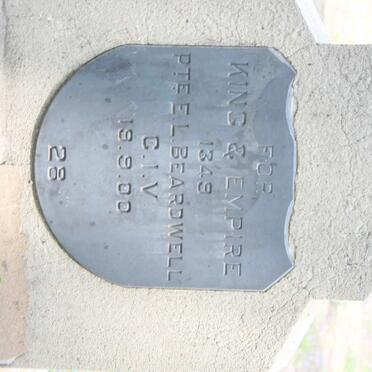 FOR
KING & EMPIRE
1349
PTE. E.L. BEARDWELL
C.I.V
19.9.00
28